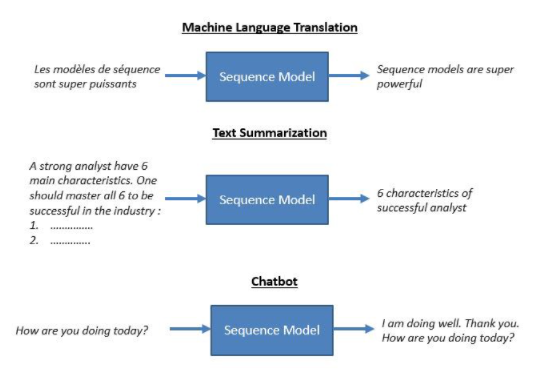 Machine Language Translation
Les modèles de séquence
sont super puissants
Sequence Model
Sequence models are super
powerful
Text Summarization
A strong analyst have 6
main characteristics. One
should master all 6 to be
successful in the industry :
1. ……………
2. …………..
Sequence Model
6 characteristics of
successful analyst
Chatbot
How are you doing today?
Sequence Model
I am doing well. Thank you.
How are you doing today?